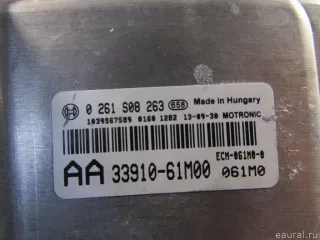 0 261 S08 263 658 Made in Hungary
1039S67589 0160 1282 13-09-30 MOTRONIC
ECM-061M0-0
AA 33910-61M00 061M0
© eaural.ru